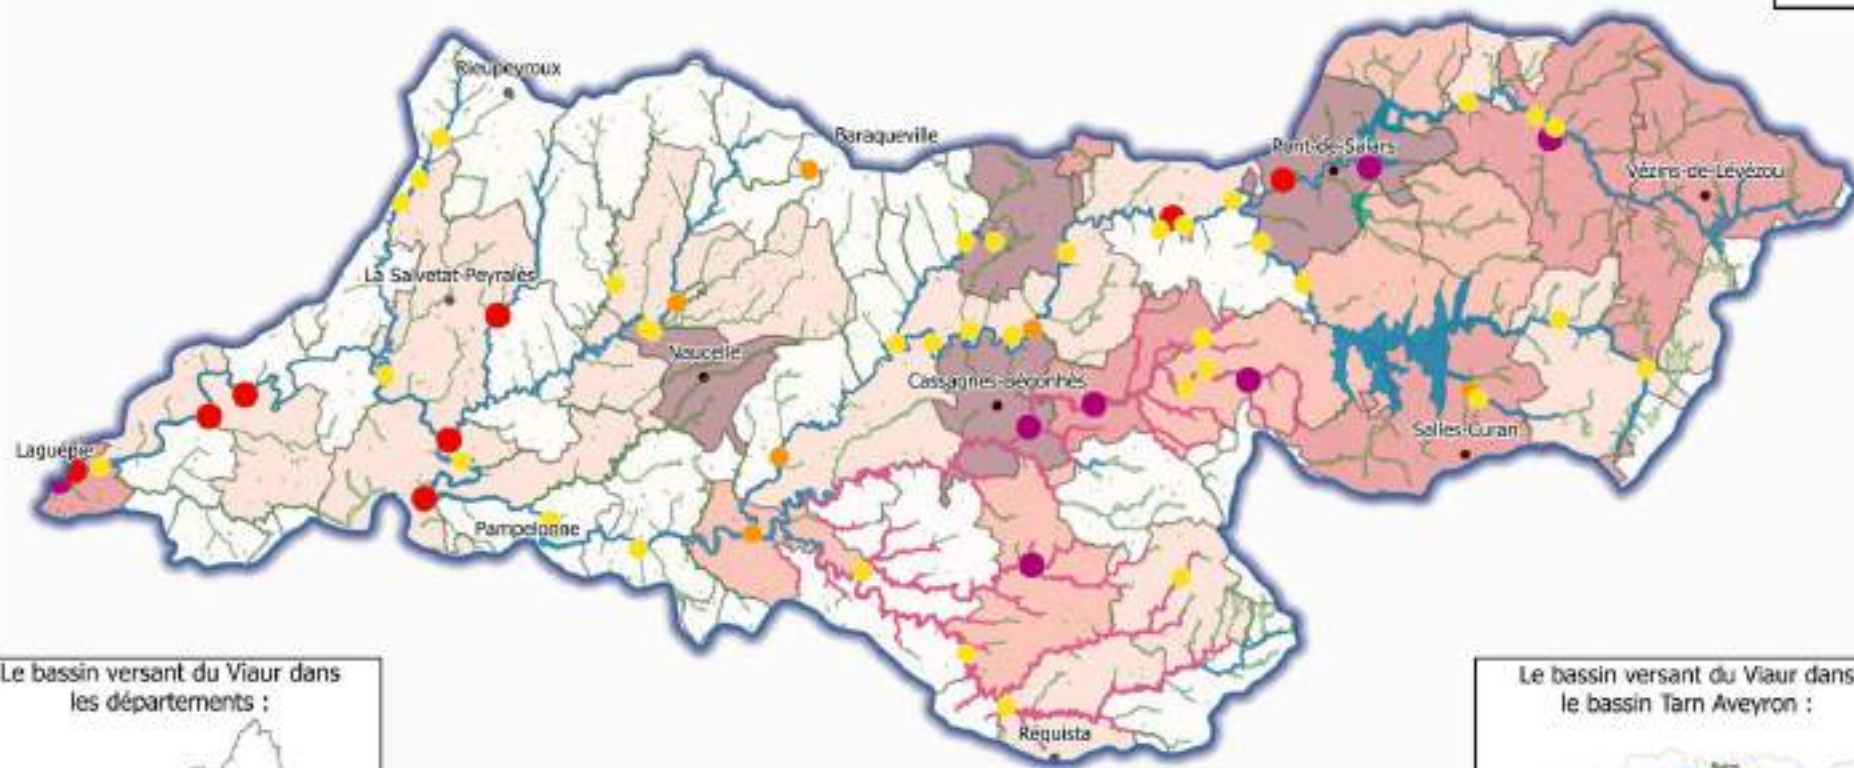 Rieupeyroux
Baraqueville
Pont-de-Salars
Vézins-de-Lévézou
La Salvetat-Peyralès
Naucelle
Cassagnes-Bégonhès
Salles-Curan
Laguépie
Pampelonne
Réquista
Le bassin versant du Viaur dans
les départements :
Le bassin versant du Viaur dans
le bassin Tarn Aveyron :